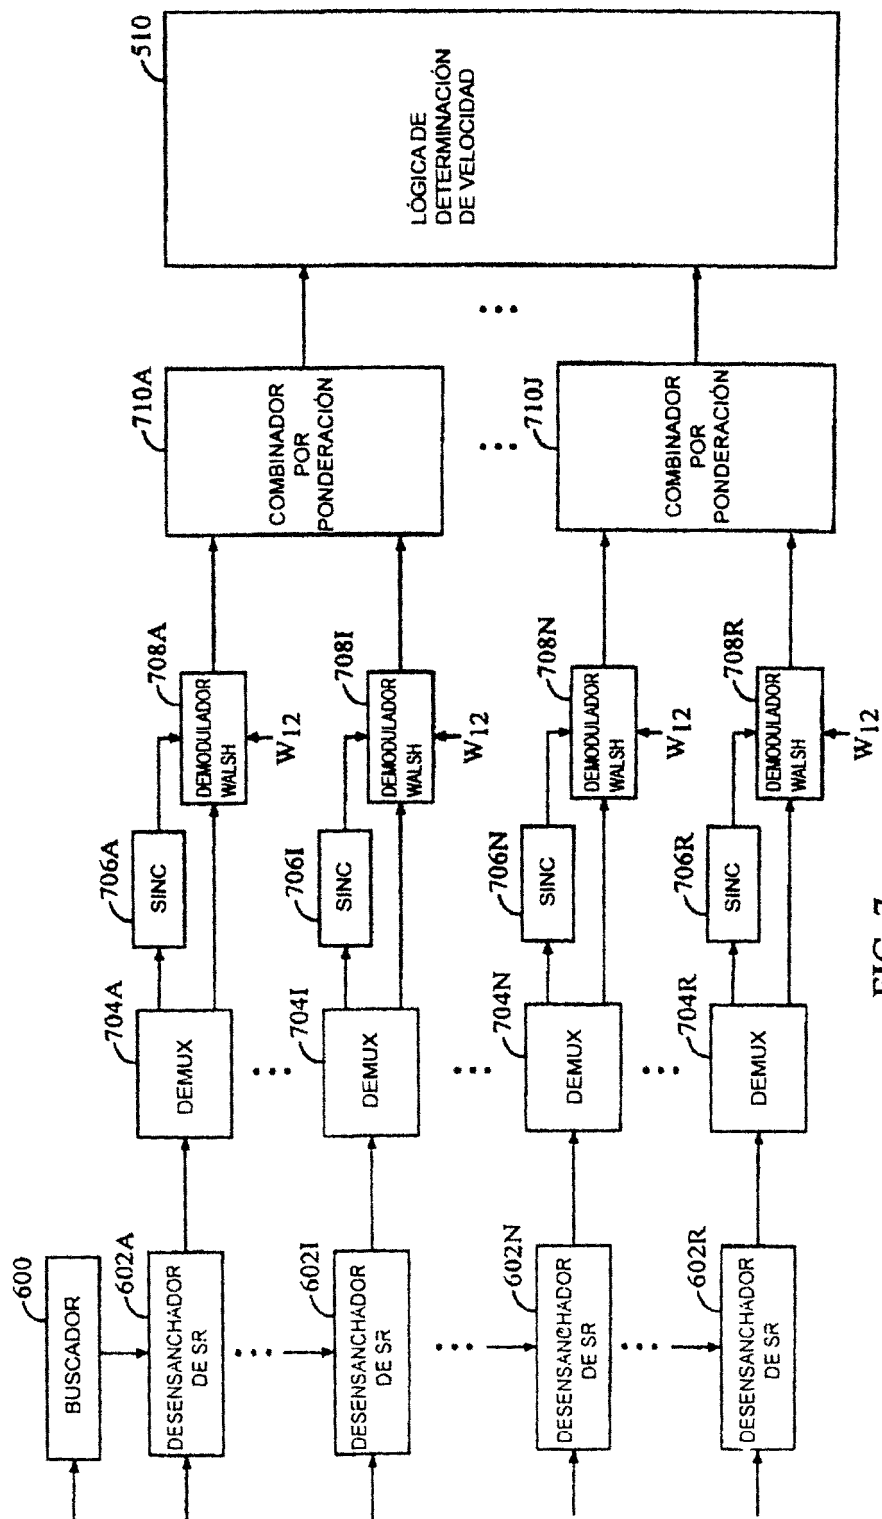 600
BUSCADOR
602A
DESENSANCHADOR
DE SR
704A
DEMUX
706A
SINC
708A
DEMODULADOR
WALSH
W12
710A
COMBINADOR
POR
PONDERACIÓN
510
LÓGICA DE
DETERMINACIÓN
DE VELOCIDAD
602I
DESENSANCHADOR
DE SR
704I
DEMUX
706I
SINC
708I
DEMODULADOR
WALSH
W12
602N
DESENSANCHADOR
DE SR
704N
DEMUX
706N
SINC
708N
DEMODULADOR
WALSH
W12
710J
COMBINADOR
POR
PONDERACIÓN
602R
DESENSANCHADOR
DE SR
704R
DEMUX
706R
SINC
708R
DEMODULADOR
WALSH
W12
FIG. 7